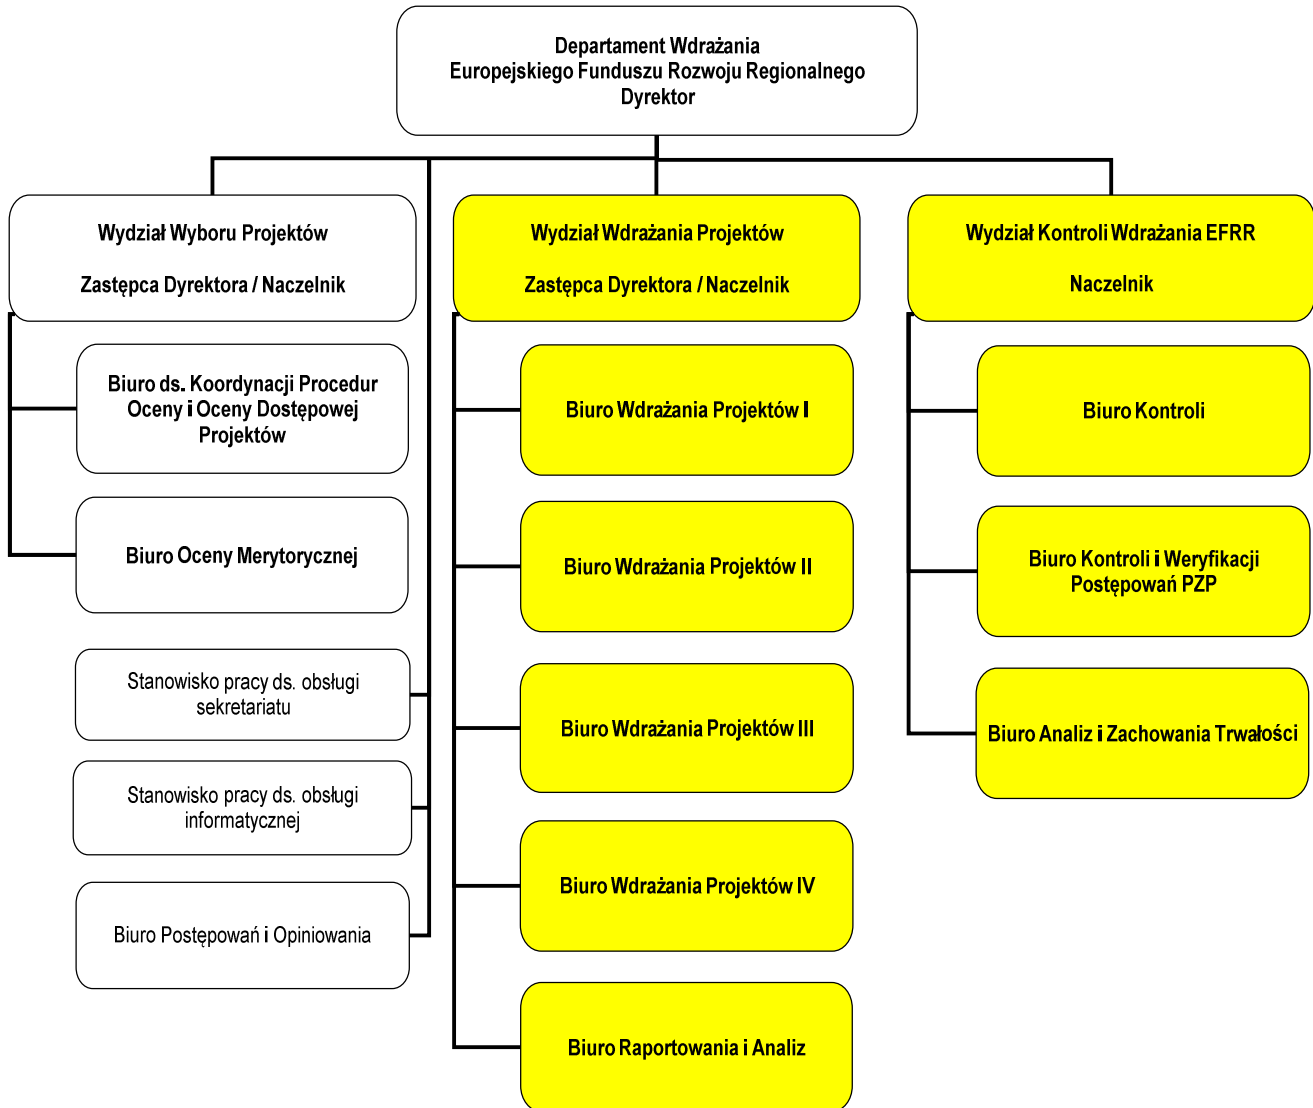 Departament Wdrażania
Europejskiego Funduszu Rozwoju Regionalnego
Dyrektor
Wydział Wyboru Projektów
Zastępca Dyrektora / Naczelnik
Biuro ds. Koordynacji Procedur
Oceny i Oceny Dostępowej
Projektów
Biuro Oceny Merytorycznej
Stanowisko pracy ds. obsługi
sekretariatu
Stanowisko pracy ds. obsługi
informatycznej
Biuro Postępowań i Opiniowania
Wydział Wdrażania Projektów
Zastępca Dyrektora / Naczelnik
Biuro Wdrażania Projektów I
Biuro Wdrażania Projektów II
Biuro Wdrażania Projektów III
Biuro Wdrażania Projektów IV
Biuro Raportowania i Analiz
Wydział Kontroli Wdrażania EFRR
Naczelnik
Biuro Kontroli
Biuro Kontroli i Weryfikacji
Postępowań PZP
Biuro Analiz i Zachowania Trwałości